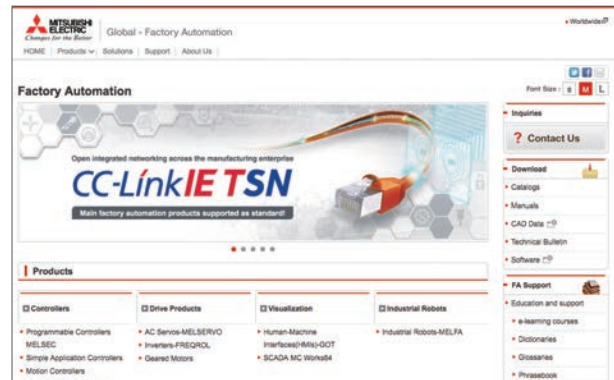 MITSUBISHI
ELECTRIC
Changes for the Better
Global - Factory Automation
Worldwide
HOME
Products
Solutions
Support
About Us
Factory Automation
Font Size : S M L
Open integrated networking across the manufacturing enterprise
CC-Link IE TSN
Main factory automation products supported as standard!
Products
Controllers
Programmable Controllers
MELSEC
Simple Application Controllers
Motion Controllers
Drive Products
AC Servos-MELSERVO
Inverters-FREQROL
Geared Motors
Visualization
Human-Machine
Interfaces(HMIs)-GOT
SCADA MC Works64
Industrial Robots
Industrial Robots-MELFA
Inquiries
? Contact Us
Download
Catalogs
Manuals
CAD Data
Technical Bulletin
Software
FA Support
Education and support
e-learning courses
Dictionaries
Glossaries
Phrasebook